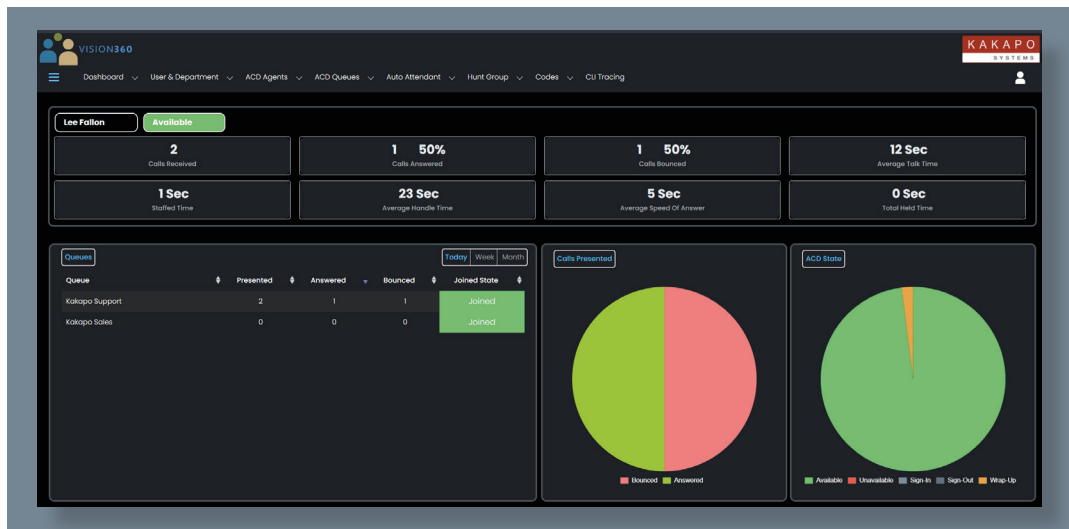 VISION360
KAKAPO
SYSTEMS
Dashboard User & Department ACD Agents ACD Queues Auto Attendant Hunt Group Codes CLI Tracing
Lee Fallon Available
2
Calls Received
1 50%
Calls Answered
1 50%
Calls Bounced
12 Sec
Average Talk Time
1 Sec
Staffed Time
23 Sec
Average Handle Time
5 Sec
Average Speed Of Answer
0 Sec
Total Held Time
Queues Today Week Month
Queue Presented Answered Bounced Joined State
Kakapo Support 2 1 1 Joined
Kakapo Sales 0 0 0 Joined
Calls Presented
Bounced Answered
ACD State
Available Unavailable Sign-In Sign-Out Wrap-Up